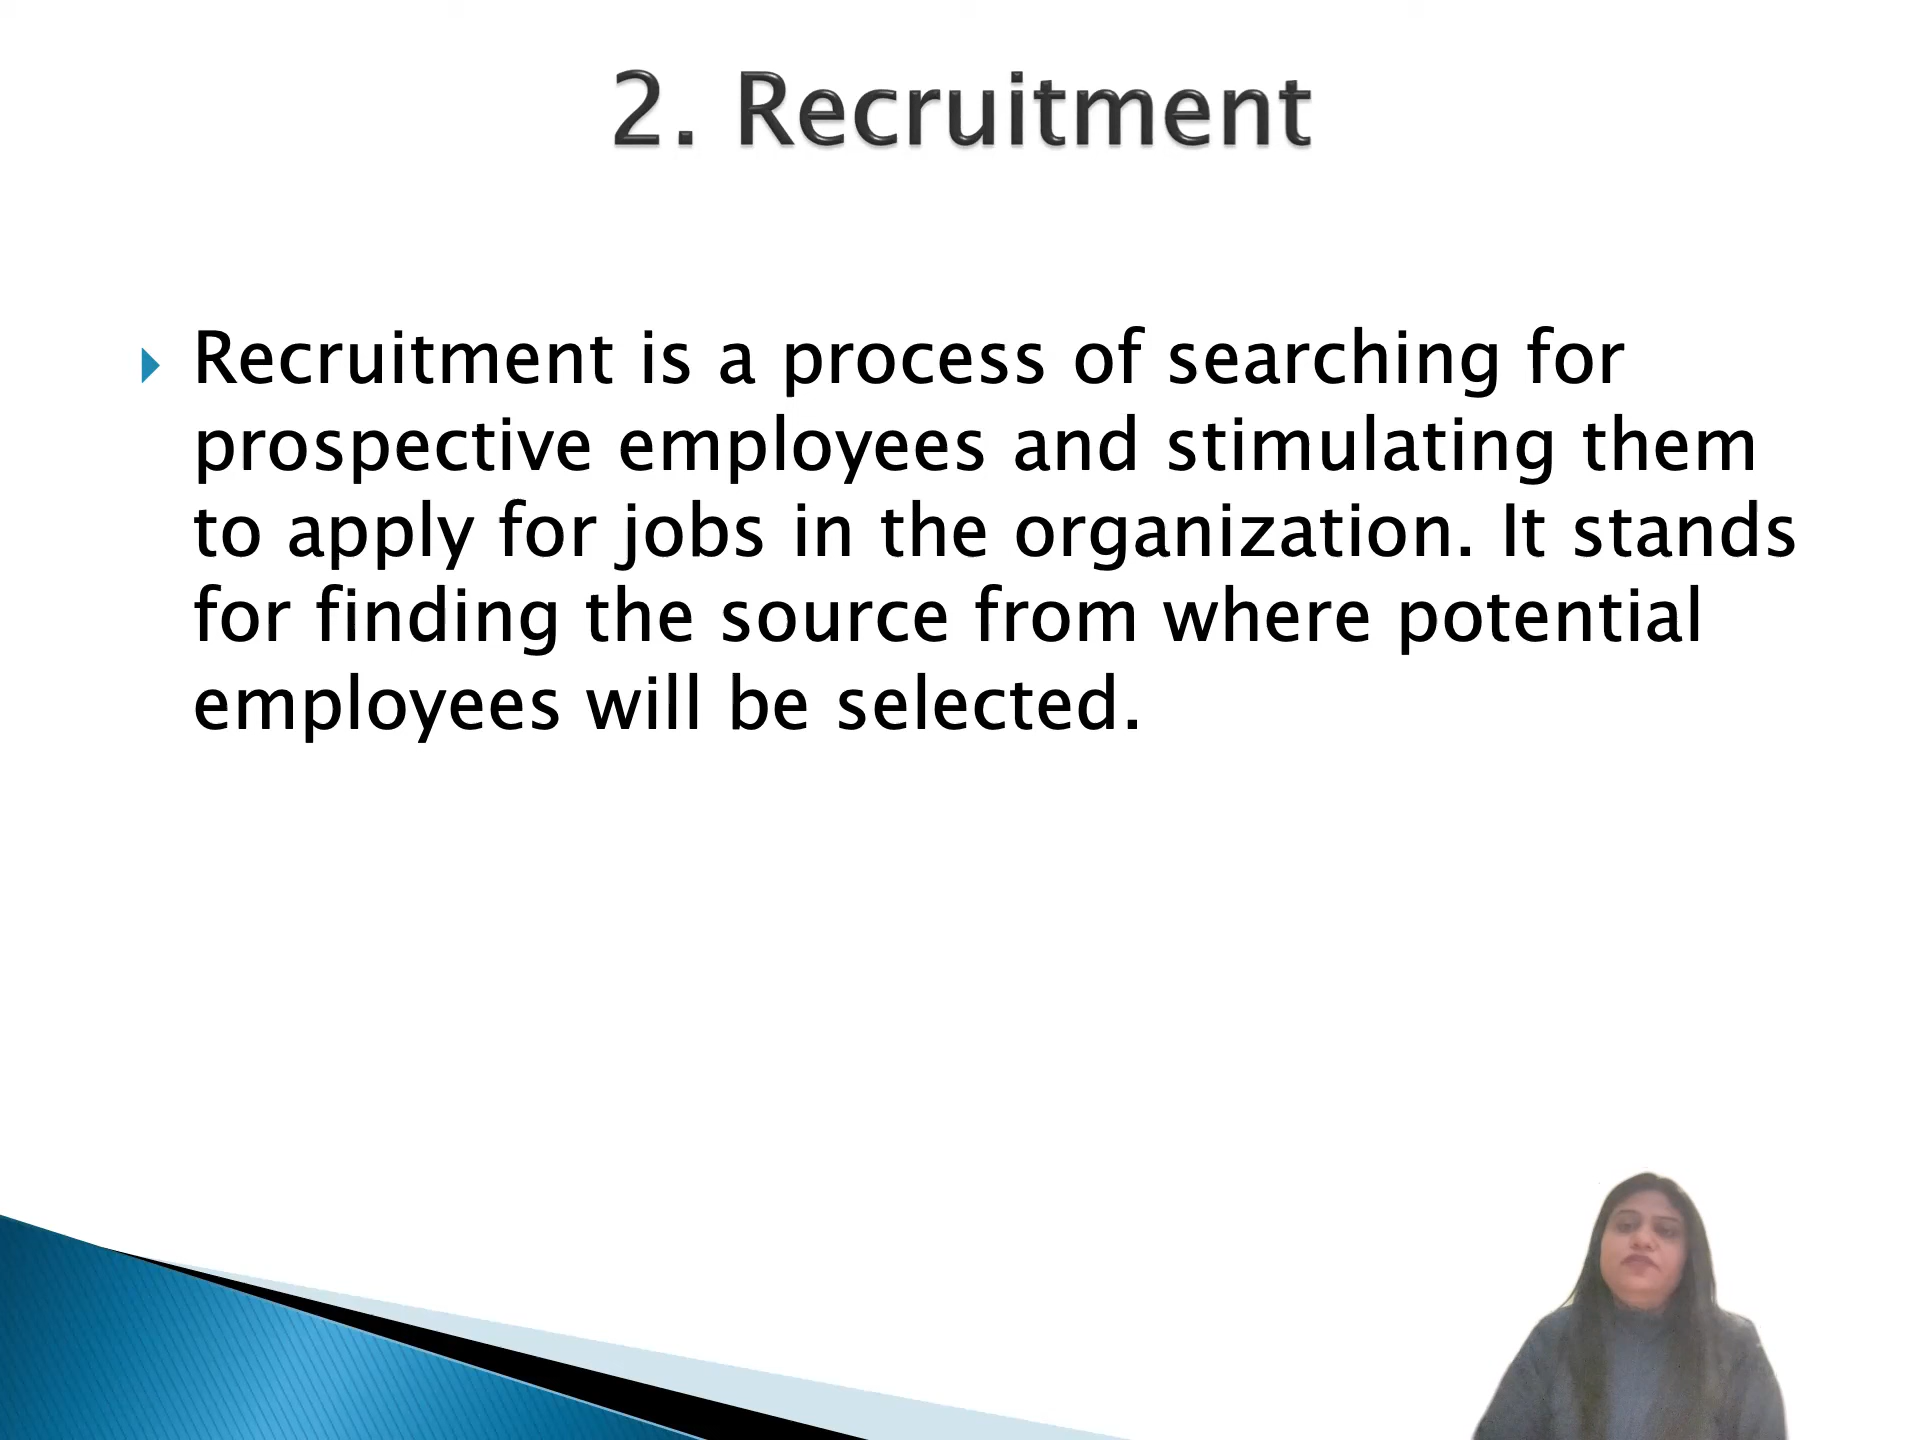 2. Recruitment
Recruitment is a process of searching for
prospective employees and stimulating them
to apply for jobs in the organization. It stands
for finding the source from where potential
employees will be selected.